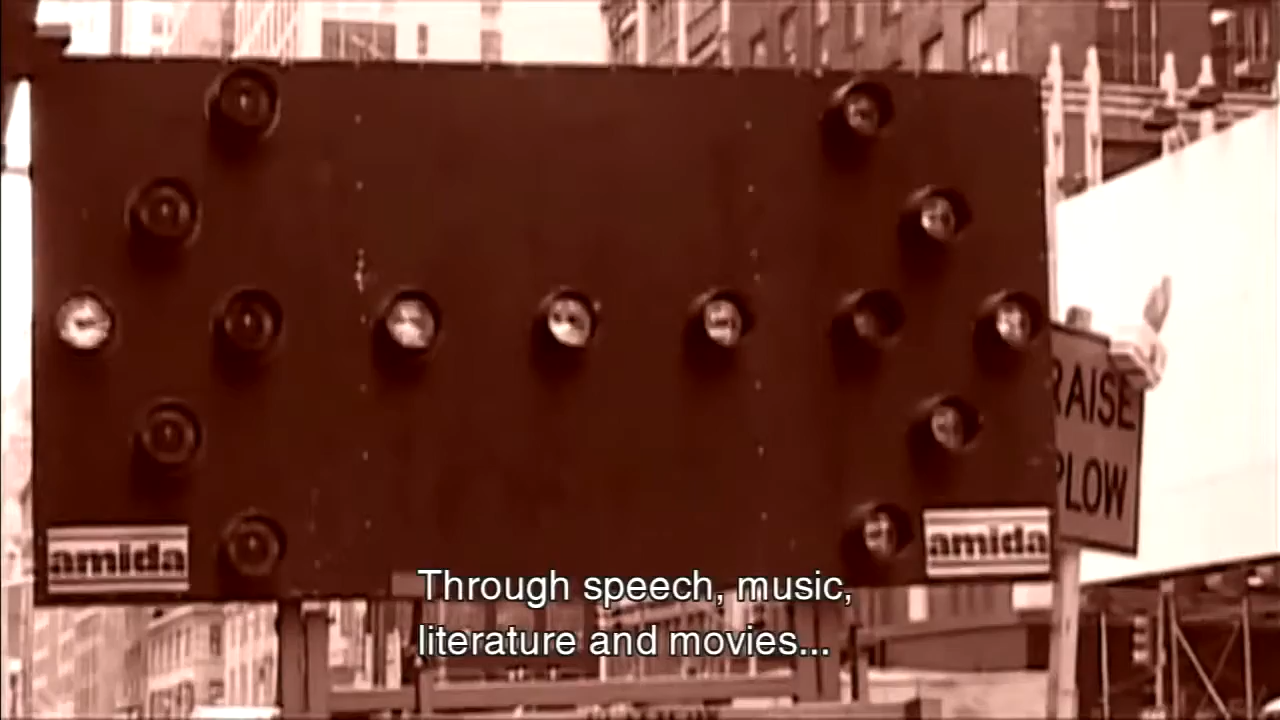 RAISE
PLOW
amida
amida
Through speech, music,
literature and movies...